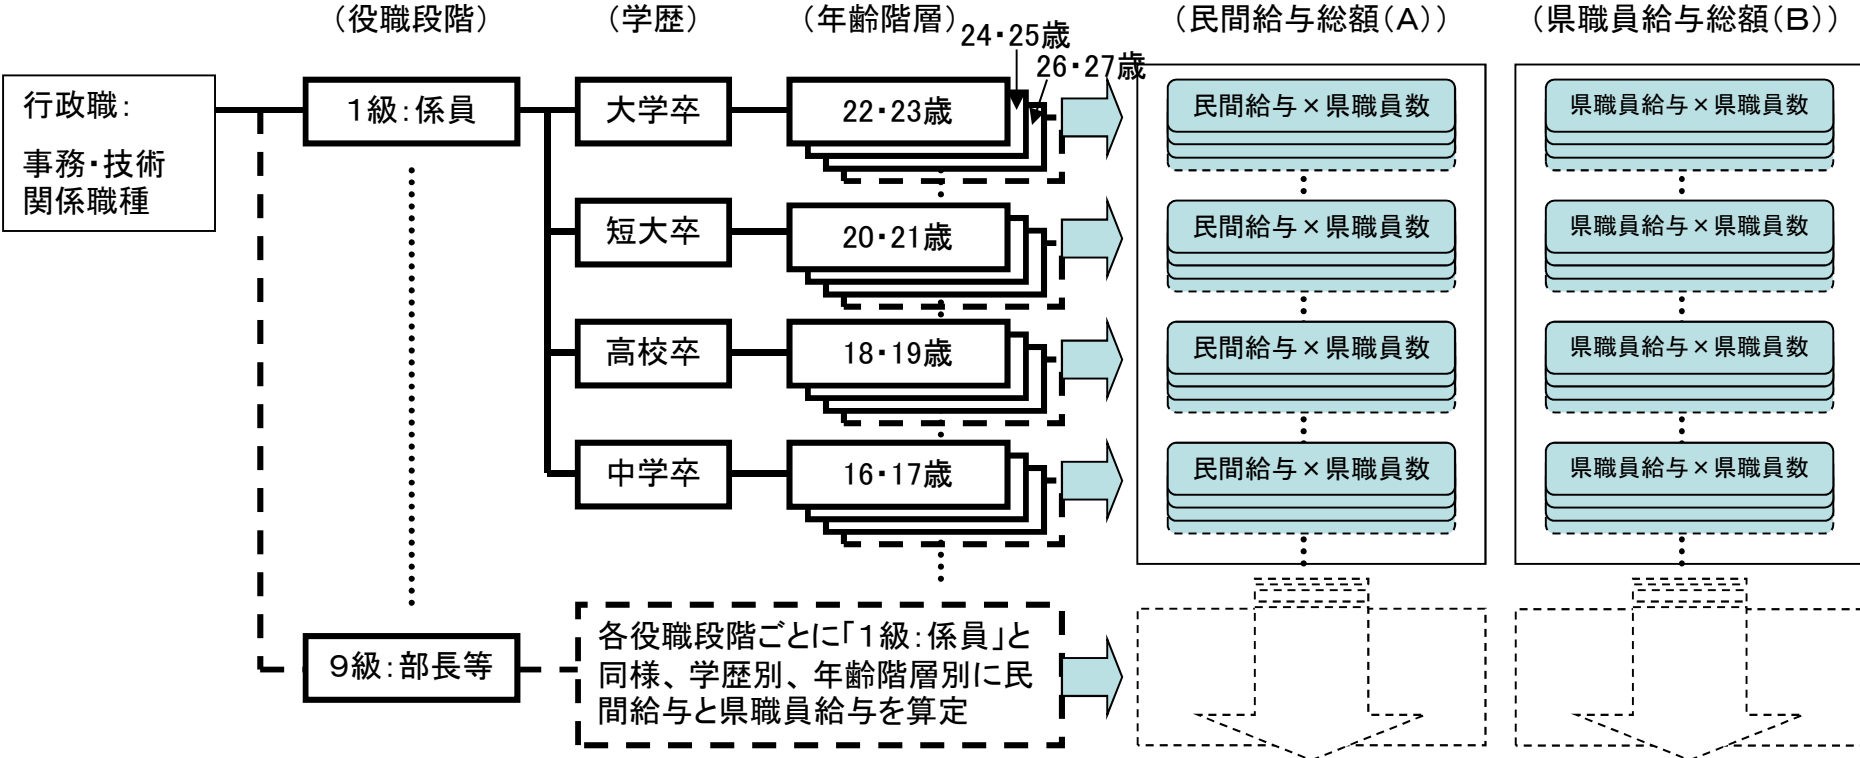 （役職段階）
（学歴）
（年齢階層）
（民間給与総額（Ａ））
（県職員給与総額（Ｂ））
24・25歳
26・27歳
行政職：
事務・技術
関係職種
１級：係員
大学卒
22・23歳
民間給与×県職員数
県職員給与×県職員数
短大卒
20・21歳
民間給与×県職員数
県職員給与×県職員数
高校卒
18・19歳
民間給与×県職員数
県職員給与×県職員数
中学卒
16・17歳
民間給与×県職員数
県職員給与×県職員数
９級：部長等
各役職段階ごとに「１級：係員」と
同様、学歴別、年齢階層別に民
間給与と県職員給与を算定